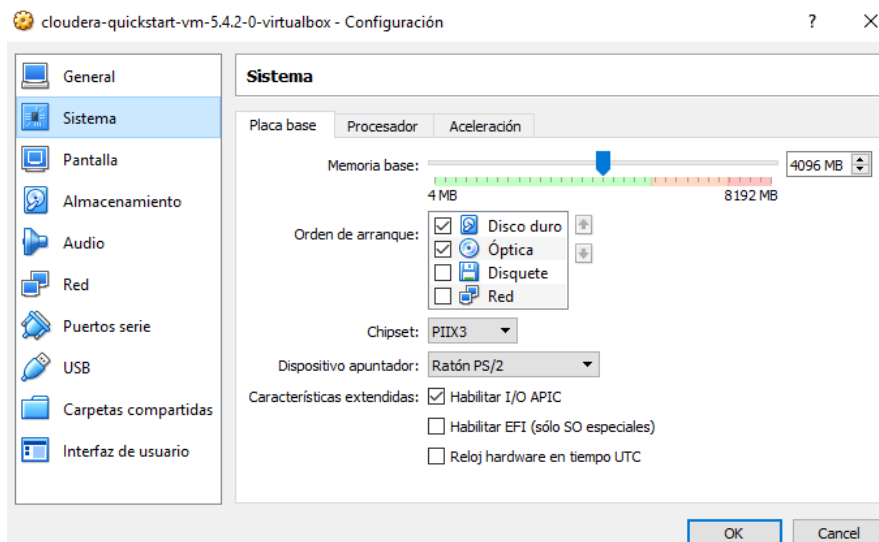 cloudera-quickstart-vm-5.4.2-0-virtualbox - Configuración ? ×
General
Sistema
Pantalla
Almacenamiento
Audio
Red
Puertos serie
USB
Carpetas compartidas
Interfaz de usuario
Sistema
Placa base Procesador Aceleración
Memoria base: 4096 MB
4 MB 8192 MB
Orden de arranque:
Disco duro
Óptica
Disquete
Red
Chipset: PIIX3
Dispositivo apuntador: Ratón PS/2
Características extendidas: Habilitar I/O APIC
Habilitar EFI (sólo SO especiales)
Reloj hardware en tiempo UTC
OK Cancel